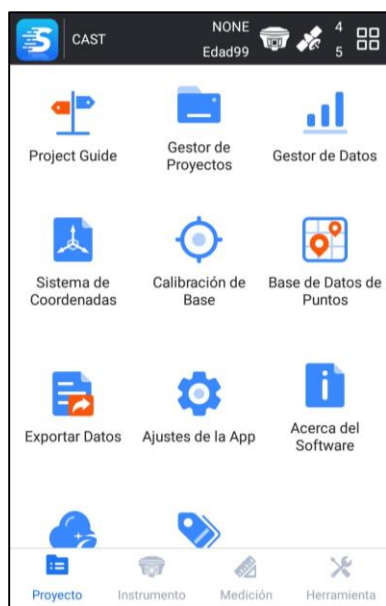 CAST
NONE
Edad99
4
5
Project Guide
Gestor de
Proyectos
Gestor de Datos
Sistema de
Coordenadas
Calibración de
Base
Base de Datos de
Puntos
Exportar Datos
Ajustes de la App
Acerca del
Software
Proyecto
Instrumento
Medición
Herramienta